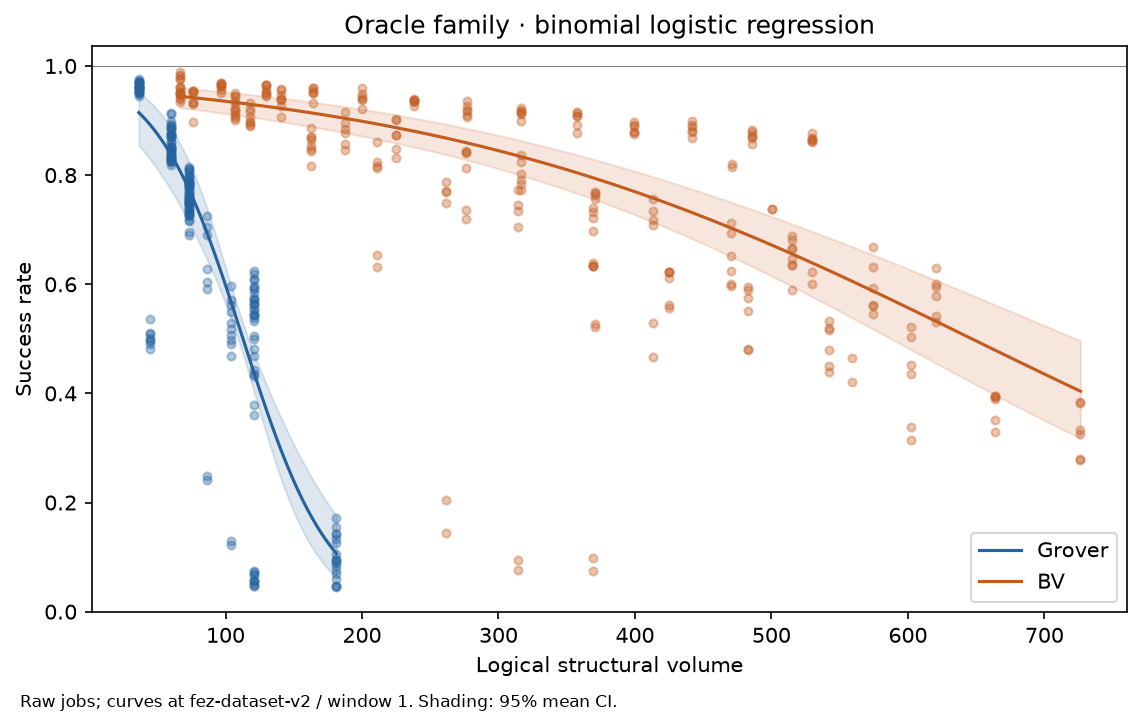 Oracle family · binomial logistic regression
1.0
0.8
0.6
0.4
0.2
0.0
Success rate
100 200 300 400 500 600 700
Logical structural volume
Grover
BV
Raw jobs; curves at fez-dataset-v2 / window 1. Shading: 95% mean CI.